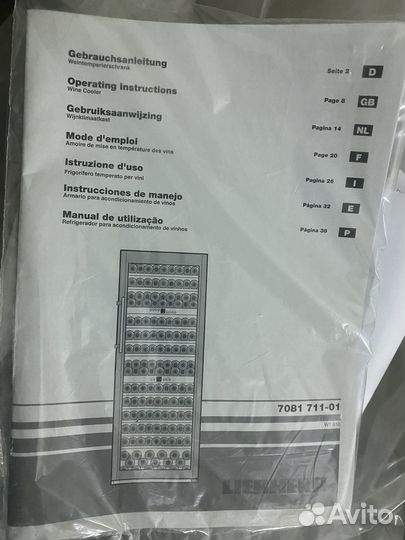 Gebrauchsanleitung
Weintemperierschrank
Seite 2 D
Operating instructions
Wine Cooler
Page 8 GB
Gebruiksaanwijzing
Wijnklimaatkast
Pagina 14 NL
Mode d'emploi
Amoire de mise en température des vins
Page 20 F
Istruzione d'uso
Frigorifero temperato per vini
Pagina 26 I
Instrucciones de manejo
Armario para acondicionamiento de vinos
Página 32 E
Manual de utilização
Refrigerador para acondicionamento de vinhos
Página 38 P
7081 711-01
LIEBHERR
Avito